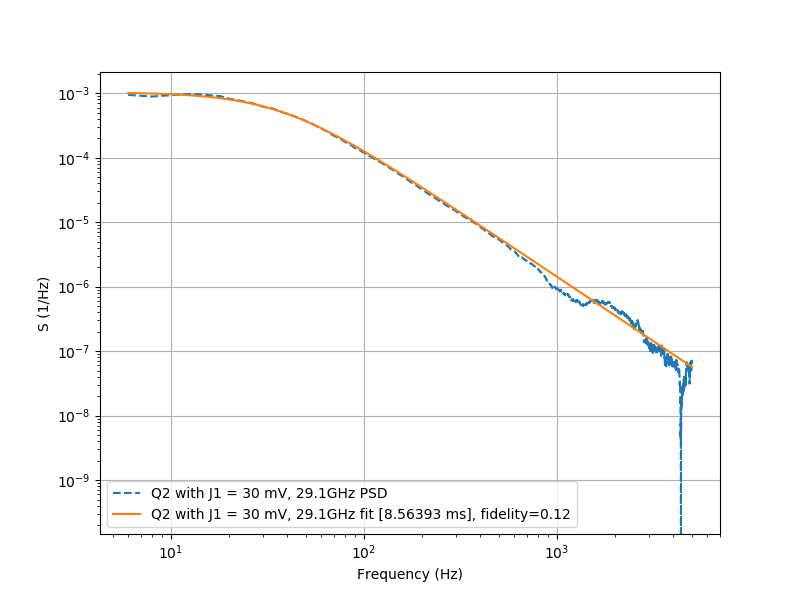 10⁻³
10⁻⁴
10⁻⁵
10⁻⁶
10⁻⁷
10⁻⁸
10⁻⁹
S (1/Hz)
Q2 with J1 = 30 mV, 29.1GHz PSD
Q2 with J1 = 30 mV, 29.1GHz fit [8.56393 ms], fidelity=0.12
10¹ 10² 10³
Frequency (Hz)